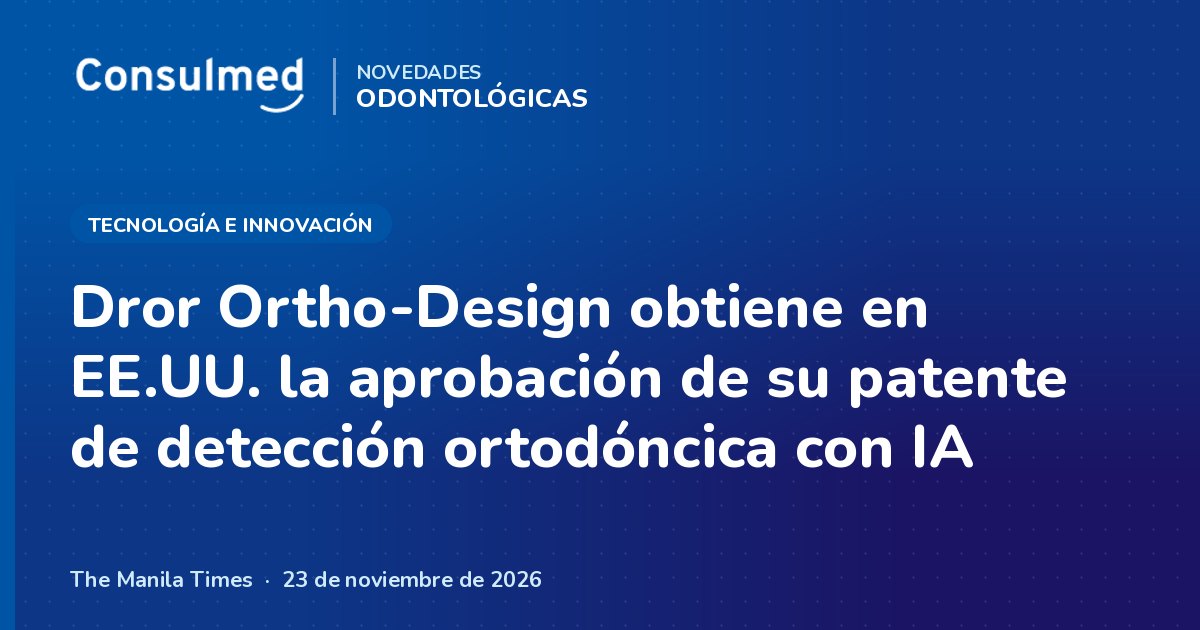 Consulmed
NOVEDADES
ODONTOLÓGICAS
TECNOLOGÍA E INNOVACIÓN
Dror Ortho-Design obtiene en
EE.UU. la aprobación de su patente
de detección ortodóncica con IA
The Manila Times · 23 de noviembre de 2026